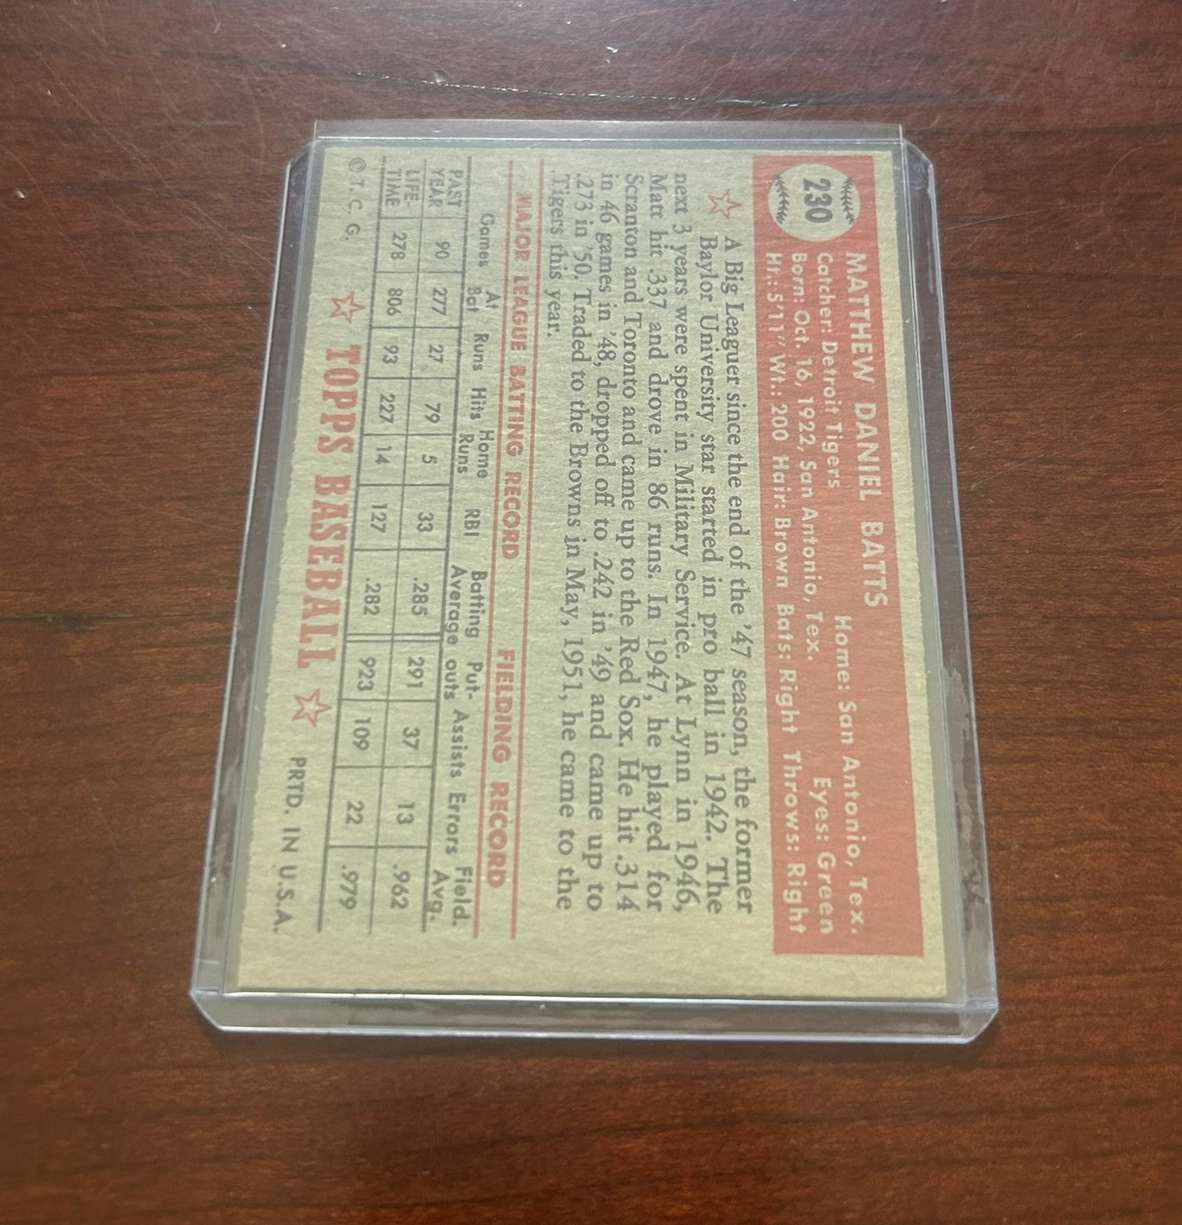 230
MATTHEW DANIEL BATTS
Catcher: Detroit Tigers Home: San Antonio, Tex.
Born: Oct. 16, 1922, San Antonio, Tex. Eyes: Green
Ht.: 5'11" Wt.: 200 Hair: Brown Bats: Right Throws: Right
A Big Leaguer since the end of the '47 season, the former
Baylor University star started in pro ball in 1942. The
next 3 years were spent in Military Service. At Lynn in 1946,
Matt hit .337 and drove in 86 runs. In 1947, he played for
Scranton and Toronto and came up to the Red Sox. He hit .314
in 46 games in '48, dropped off to .242 in '49 and came up to
.273 in '50. Traded to the Browns in May, 1951, he came to the
Tigers this year.
MAJOR LEAGUE BATTING RECORD FIELDING RECORD
Games At Bat Runs Hits Home Runs RBI Batting Average Put-outs Assists Errors Field. Avg.
PAST YEAR 90 277 27 79 5 33 .285 291 37 13 .962
LIFE-TIME 278 806 93 227 14 127 .282 923 109 22 .979
© T. C. G. ☆ TOPPS BASEBALL ☆ PRTD. IN U.S.A.